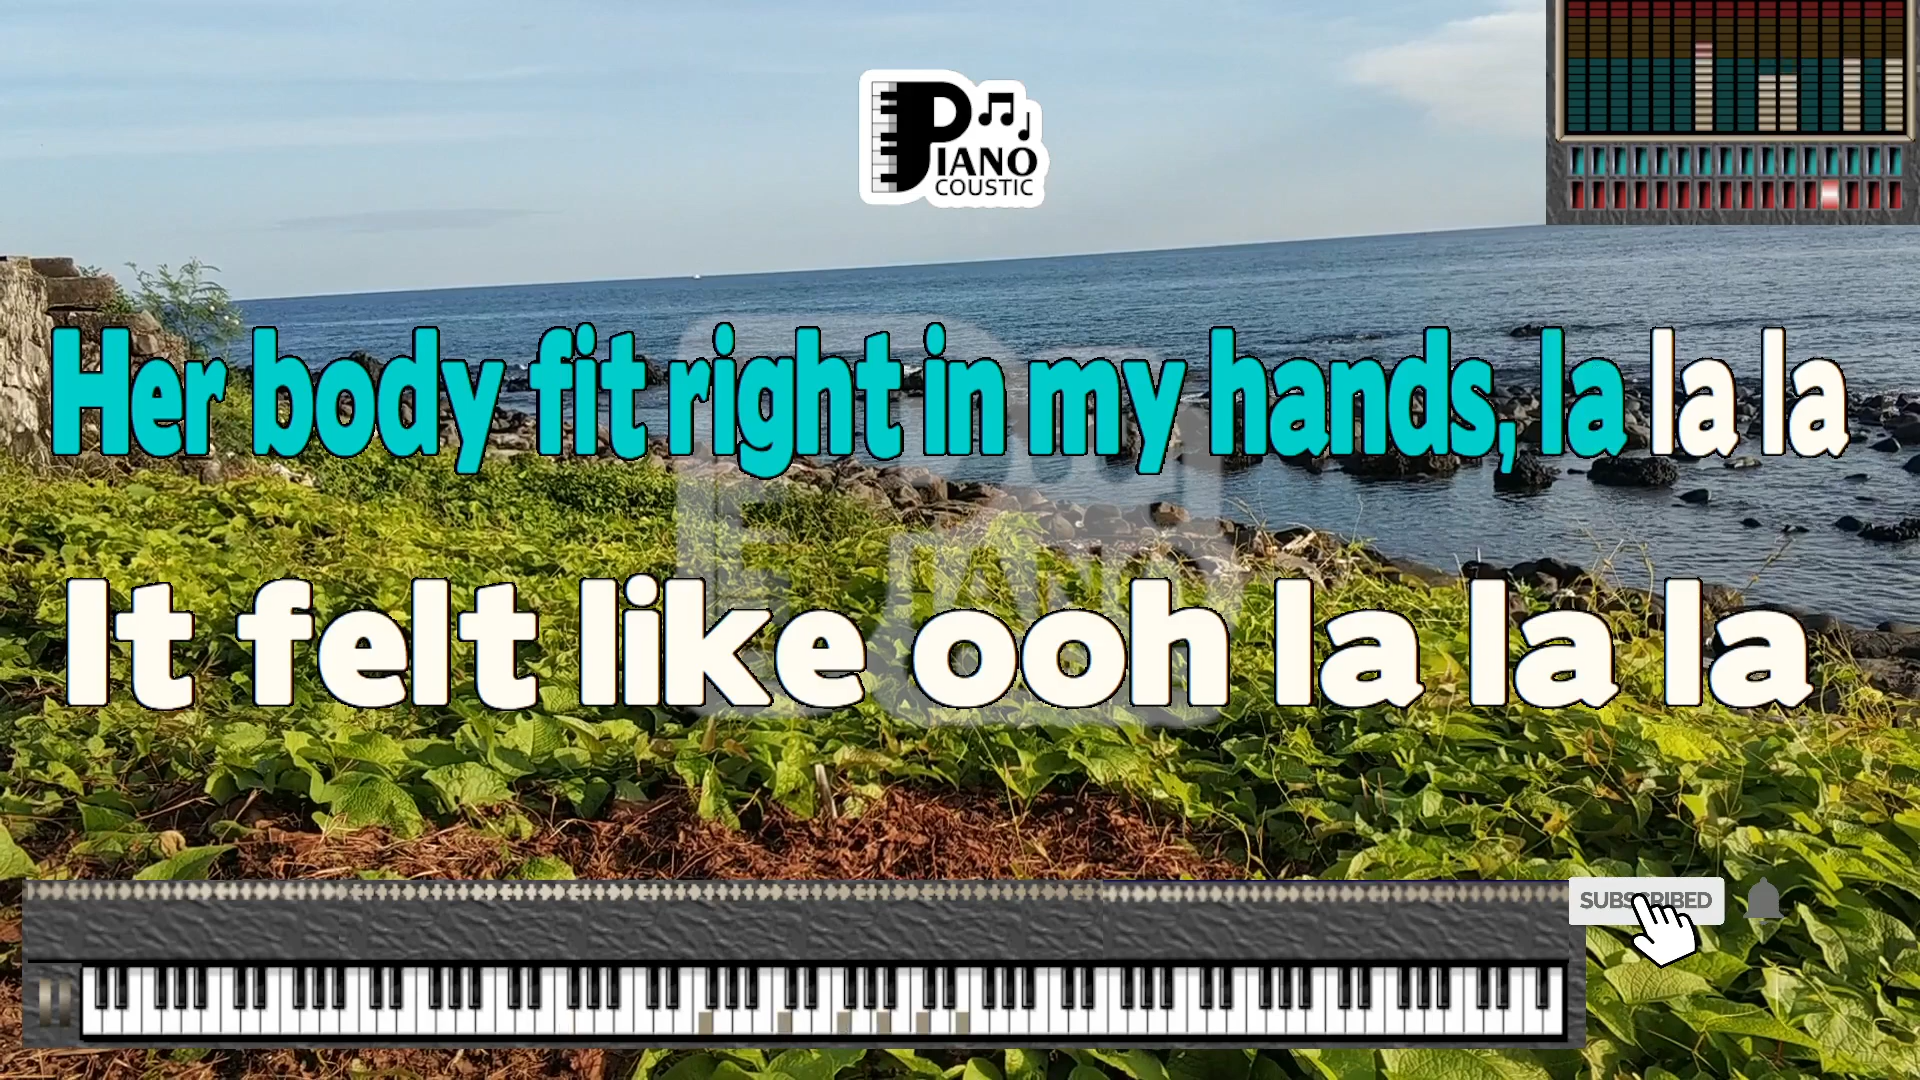 PIANO
COUSTIC
Her body fit right in my hands, la la la
It felt like ooh la la la
SUBSCRIBED